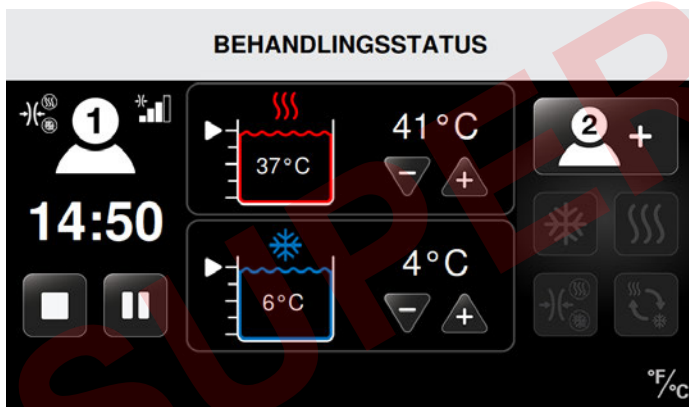 BEHANDLINGSSTATUS
1
41°C
2 +
37°C
- +
14:50
4°C
6°C
- +
°F/°C
SUPER